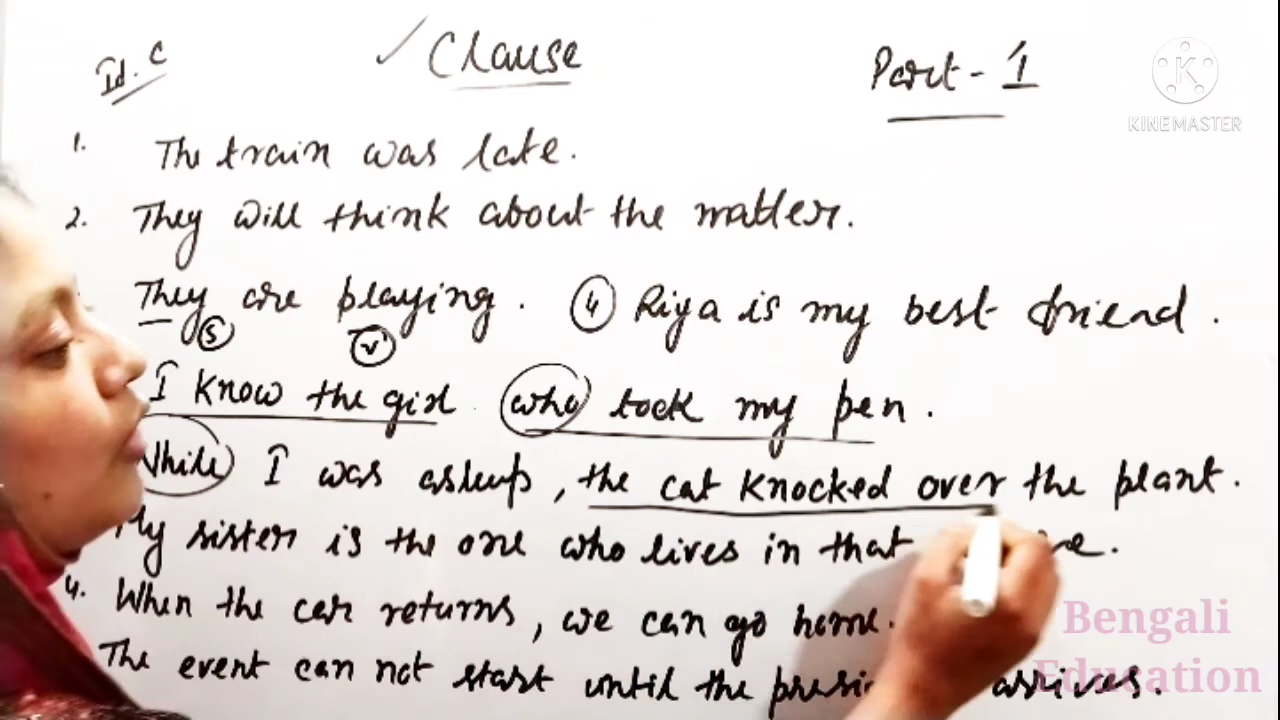 Id. C ✓ Clause Part - 1
K
KINEMASTER
1. The train was late.
2. They will think about the matter.
They are playing. ④ Riya is my best friend.
S V
I know the girl who took my pen.
While I was asleep, the cat knocked over the plant.
My sister is the one who lives in that
4. When the car returns, we can go home.
The event can not start until the arrives.
Bengali
Education